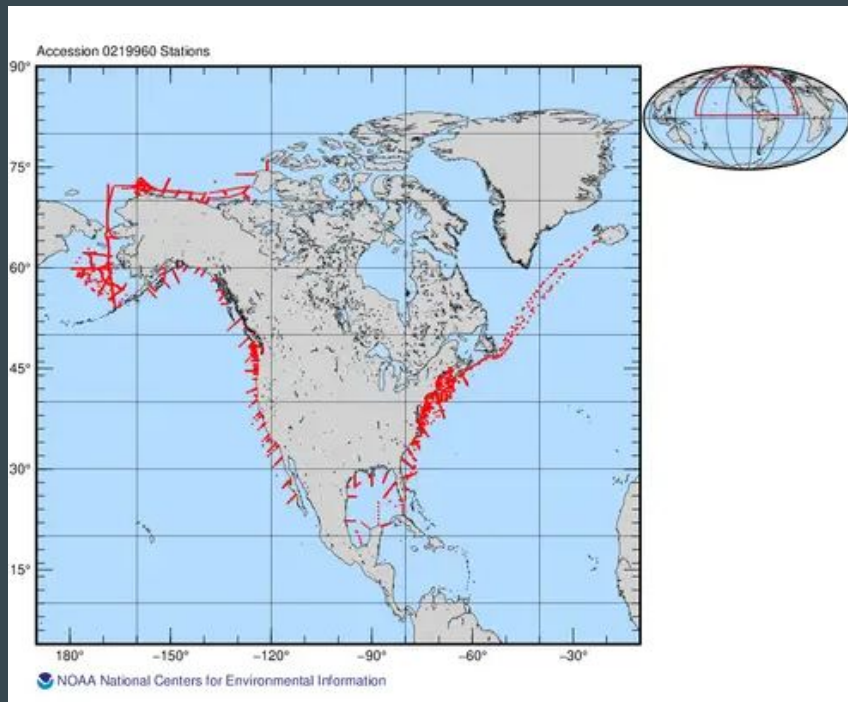 Accession 0219960 Stations
90°
75°
60°
45°
30°
15°
180° −150° −120° −90° −60° −30°
NOAA National Centers for Environmental Information